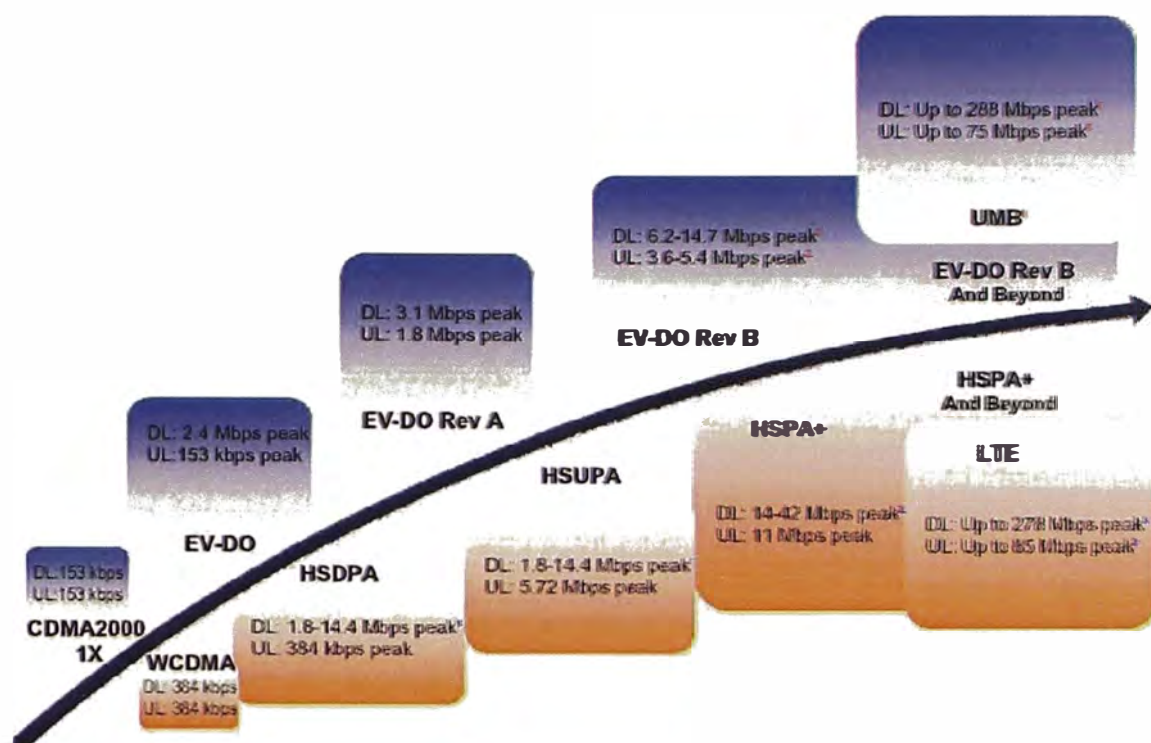 DL: Up to 288 Mbps peak
UL: Up to 75 Mbps peak
UMB
DL: 6.2-14.7 Mbps peak
UL: 3.6-5.4 Mbps peak
EV-DO Rev B
And Beyond
EV-DO Rev B
DL: 3.1 Mbps peak
UL: 1.8 Mbps peak
EV-DO Rev A
DL: 2.4 Mbps peak
UL:153 kbps peak
EV-DO
DL:153 kbps
UL:153 kbps
CDMA2000
1X
WCDMA
DL: 384 kbps
UL: 384 kbps
HSDPA
DL: 1.8-14.4 Mbps peak
UL: 384 kbps peak
HSUPA
DL: 1.8-14.4 Mbps peak
UL: 5.72 Mbps peak
HSPA+
DL: 14-42 Mbps peak
UL: 11 Mbps peak
HSPA+
And Beyond
LTE
DL: Up to 278 Mbps peak
UL: Up to 85 Mbps peak